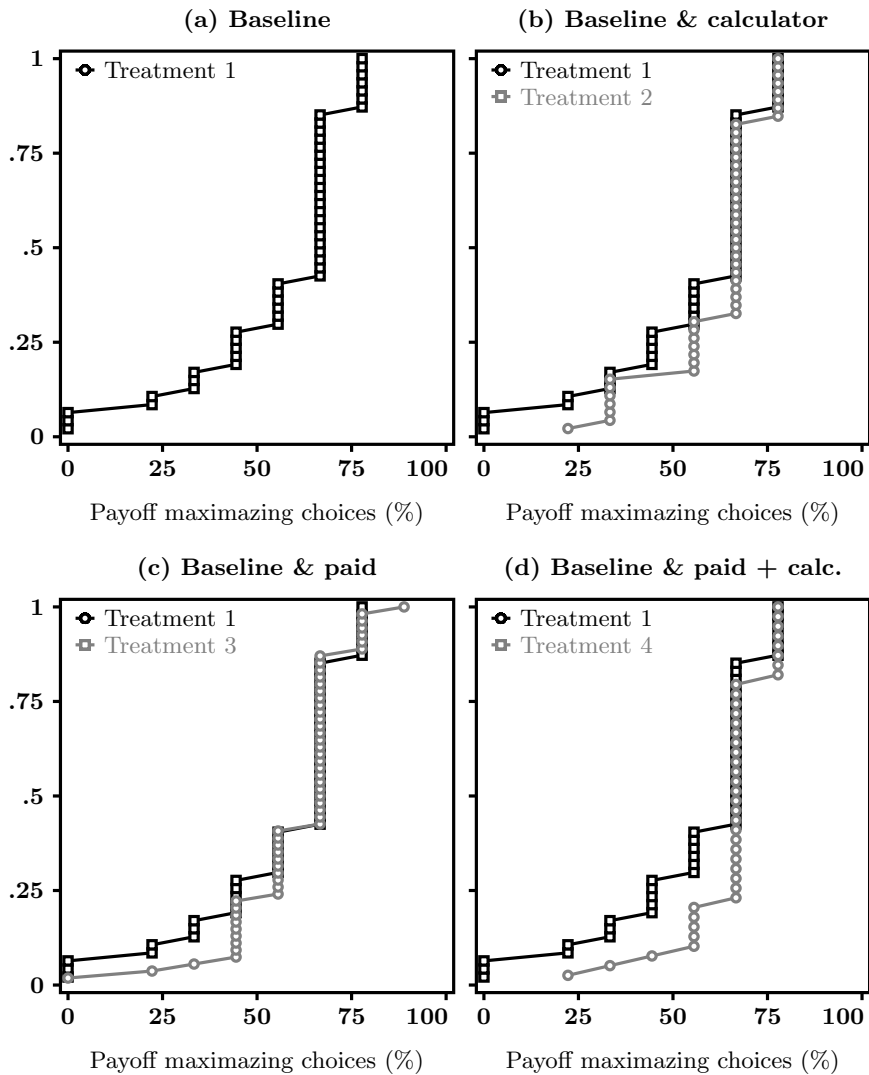 (a) Baseline
(b) Baseline & calculator
1
.75
.5
.25
0
Treatment 1
Treatment 1
Treatment 2
0 25 50 75 100
0 25 50 75 100
Payoff maximazing choices (%)
Payoff maximazing choices (%)
(c) Baseline & paid
(d) Baseline & paid + calc.
1
.75
.5
.25
0
Treatment 1
Treatment 3
Treatment 1
Treatment 4
0 25 50 75 100
0 25 50 75 100
Payoff maximazing choices (%)
Payoff maximazing choices (%)